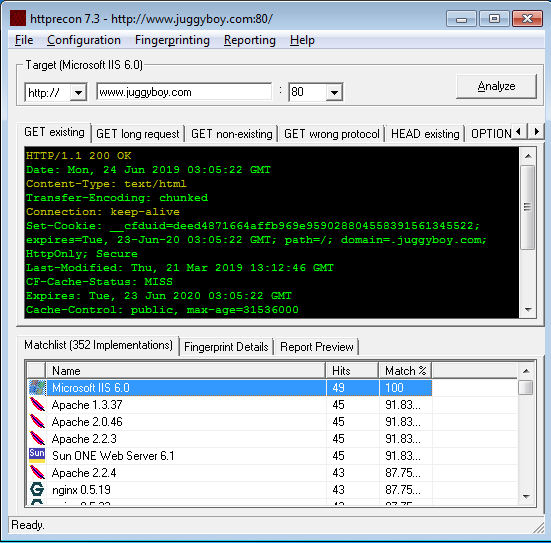 httprecon 7.3 - http://www.juggyboy.com:80/
File Configuration Fingerprinting Reporting Help
Target (Microsoft IIS 6.0)
http:// www.juggyboy.com : 80 Analyze
GET existing GET long request GET non-existing GET wrong protocol HEAD existing OPTION
HTTP/1.1 200 OK
Date: Mon, 24 Jun 2019 03:05:22 GMT
Content-Type: text/html
Transfer-Encoding: chunked
Connection: keep-alive
Set-Cookie: __cfduid=deed4871664affb969e959028804558391561345522;
expires=Tue, 23-Jun-20 03:05:22 GMT; path=/; domain=.juggyboy.com;
HttpOnly; Secure
Last-Modified: Thu, 21 Mar 2019 13:12:46 GMT
CF-Cache-Status: MISS
Expires: Tue, 23 Jun 2020 03:05:22 GMT
Cache-Control: public, max-age=31536000
Matchlist (352 Implementations) Fingerprint Details Report Preview
Name Hits Match %
Microsoft IIS 6.0 49 100
Apache 1.3.37 45 91.83...
Apache 2.0.46 45 91.83...
Apache 2.2.3 45 91.83...
Sun Sun ONE Web Server 6.1 45 91.83...
Apache 2.2.4 43 87.75...
nginx 0.5.19 43 87.75...
Ready.